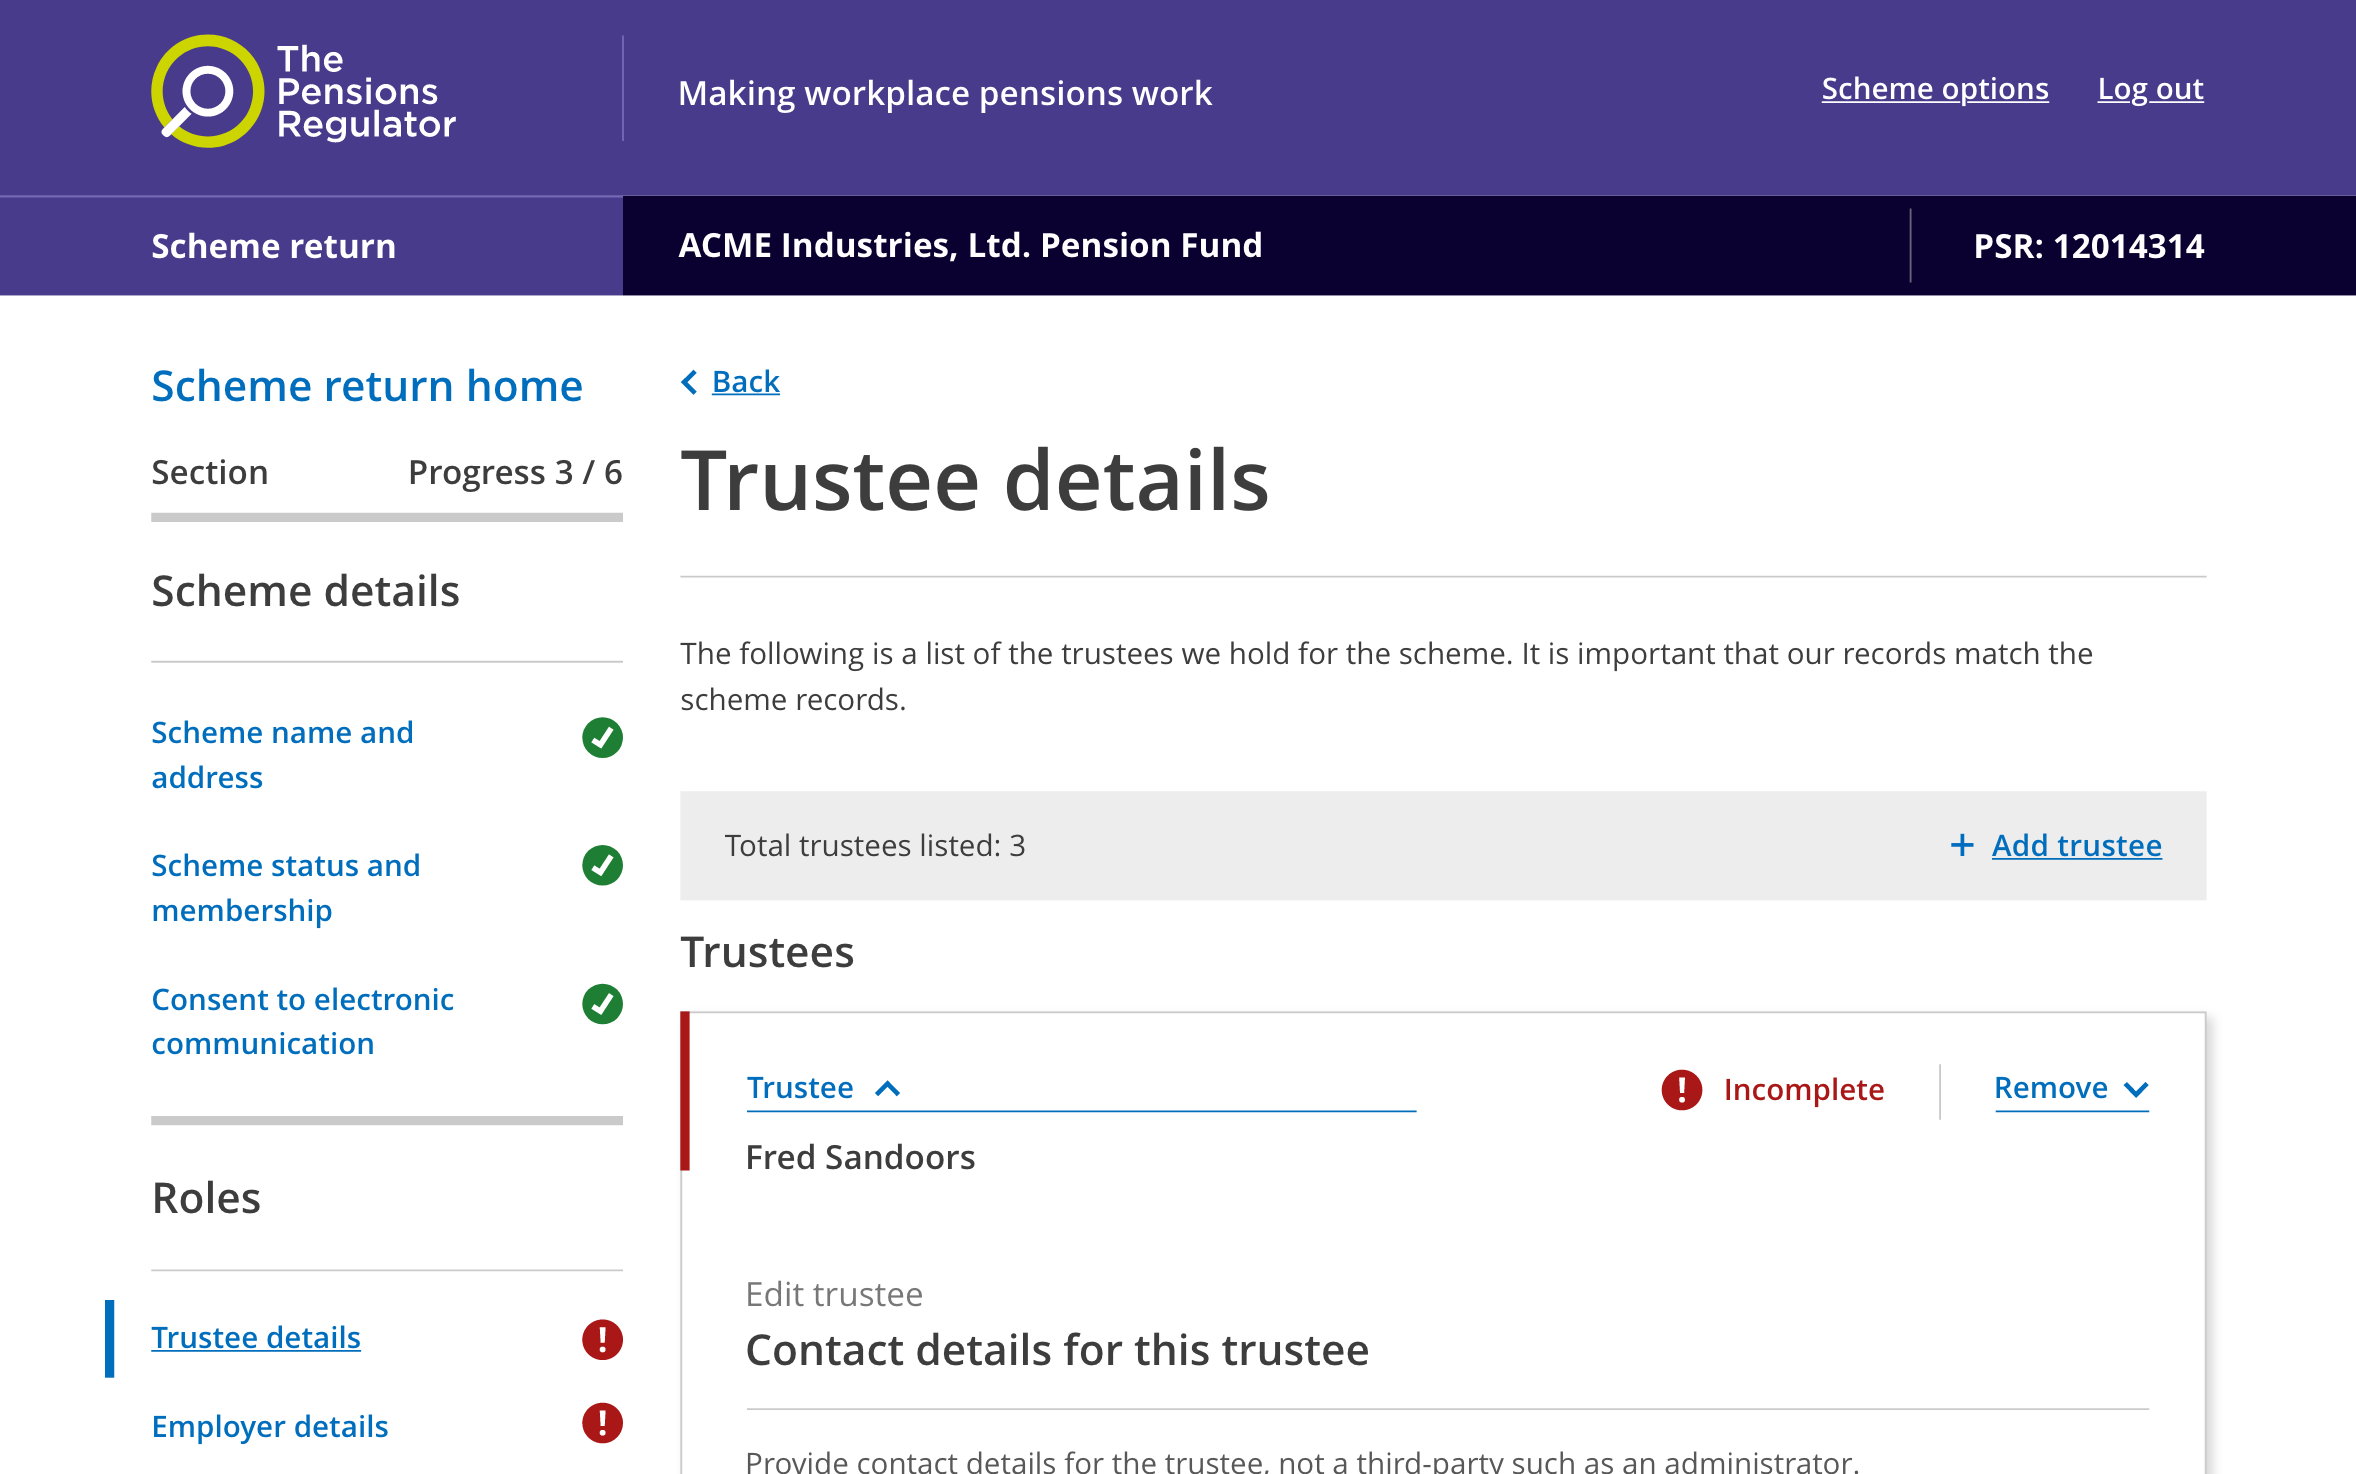 The
Pensions
Regulator
Making workplace pensions work
Scheme options
Log out
Scheme return
ACME Industries, Ltd. Pension Fund
PSR: 12014314
Scheme return home
Section
Progress 3 / 6
Scheme details
Scheme name and
address
Scheme status and
membership
Consent to electronic
communication
Roles
Trustee details
Employer details
Back
Trustee details
The following is a list of the trustees we hold for the scheme. It is important that our records match the
scheme records.
Total trustees listed: 3
+ Add trustee
Trustees
Trustee
Incomplete
Remove
Fred Sandoors
Edit trustee
Contact details for this trustee
Provide contact details for the trustee, not a third-party such as an administrator.